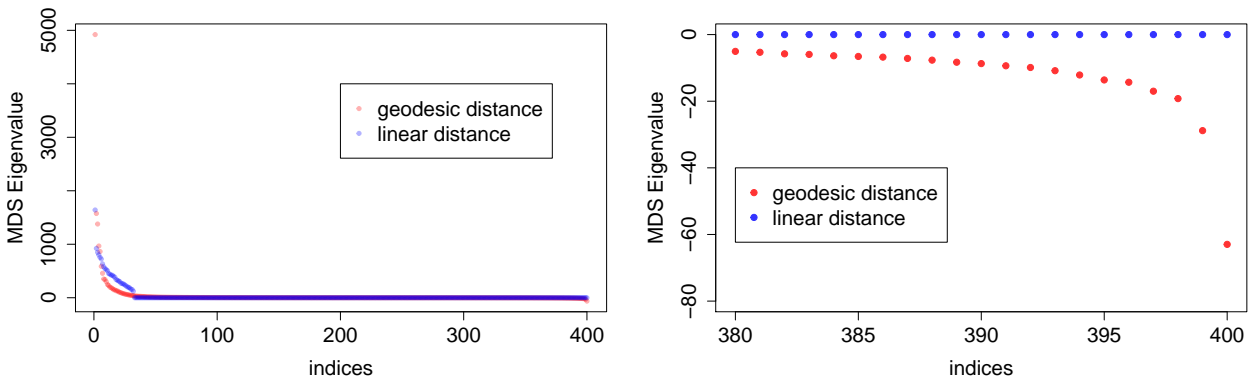 MDS Eigenvalue
5000
3000
1000
0
geodesic distance
linear distance
0
100
200
300
400
indices
MDS Eigenvalue
0
−20
−40
−60
−80
geodesic distance
linear distance
380
385
390
395
400
indices